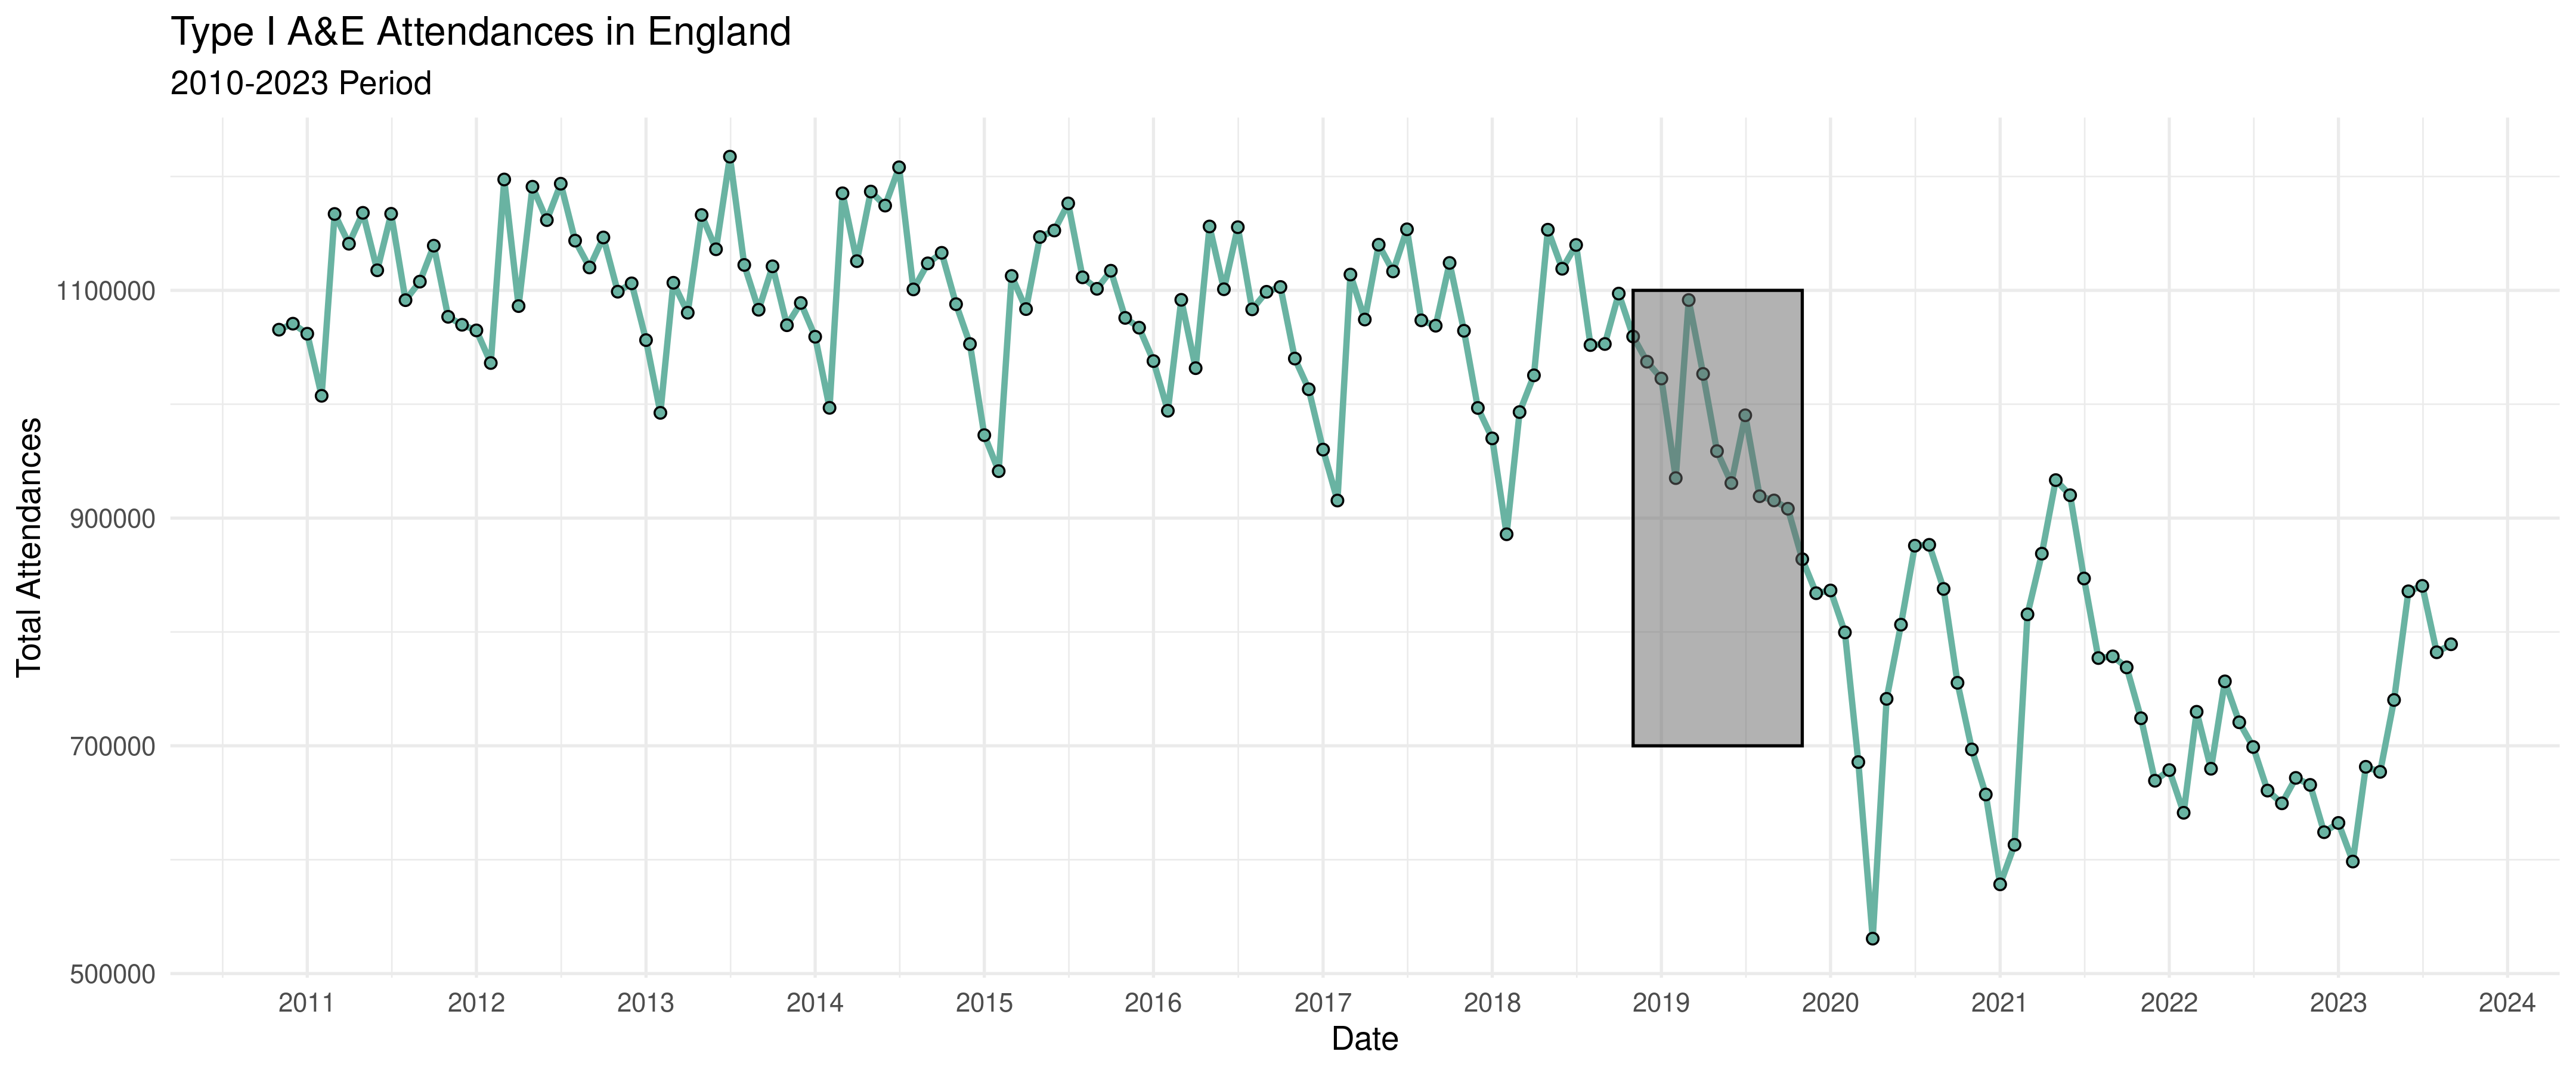 Type I A&E Attendances in England
2010-2023 Period
Total Attendances
1100000
900000
700000
500000
2011 2012 2013 2014 2015 2016 2017 2018 2019 2020 2021 2022 2023 2024
Date